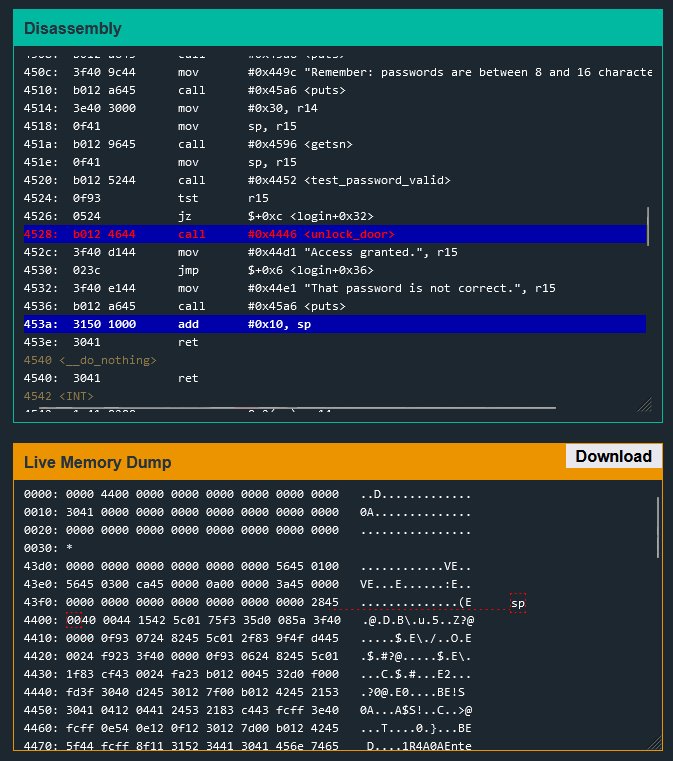 Disassembly
450c: 3f40 9c44 mov #0x449c "Remember: passwords are between 8 and 16 characte
4510: b012 a645 call #0x45a6 <puts>
4514: 3e40 3000 mov #0x30, r14
4518: 0f41 mov sp, r15
451a: b012 9645 call #0x4596 <getsn>
451e: 0f41 mov sp, r15
4520: b012 5244 call #0x4452 <test_password_valid>
4524: 0f93 tst r15
4526: 0524 jz $+0xc <login+0x32>
4528: b012 4644 call #0x4446 <unlock_door>
452c: 3f40 d144 mov #0x44d1 "Access granted.", r15
4530: 023c jmp $+0x6 <login+0x36>
4532: 3f40 e144 mov #0x44e1 "That password is not correct.", r15
4536: b012 a645 call #0x45a6 <puts>
453a: 3150 1000 add #0x10, sp
453e: 3041 ret
4540 <__do_nothing>
4540: 3041 ret
4542 <INT>
Live Memory Dump Download
0000: 0000 4400 0000 0000 0000 0000 0000 0000 ..D.............
0010: 3041 0000 0000 0000 0000 0000 0000 0000 0A..............
0020: 0000 0000 0000 0000 0000 0000 0000 0000 ................
0030: *
43d0: 0000 0000 0000 0000 0000 0000 5645 0100 ............VE..
43e0: 5645 0300 ca45 0000 0a00 0000 3a45 0000 VE...E......:E..
43f0: 0000 0000 0000 0000 0000 0000 0000 2845 ..............(E
sp
4400: 0040 0044 1542 5c01 75f3 35d0 085a 3f40 .@.D.B\.u.5..Z?@
4410: 0000 0f93 0724 8245 5c01 2f83 9f4f d445 .....$.E\./..O.E
4420: 0024 f923 3f40 0000 0f93 0624 8245 5c01 .$.#?@.....$.E\.
4430: 1f83 cf43 0024 fa23 b012 0045 32d0 f000 ...C.$.#...E2...
4440: fd3f 3040 d245 3012 7f00 b012 4245 2153 .?0@.E0....BE!S
4450: 3041 0412 0441 2453 2183 c443 fcff 3e40 0A...A$S!..C..>@
4460: fcff 0e54 0e12 0f12 3012 7d00 b012 4245 ...T....0.}...BE
4470: 5f44 fcff 8f11 3152 3441 3041 456e 7465 _D....1R4A0AEnte